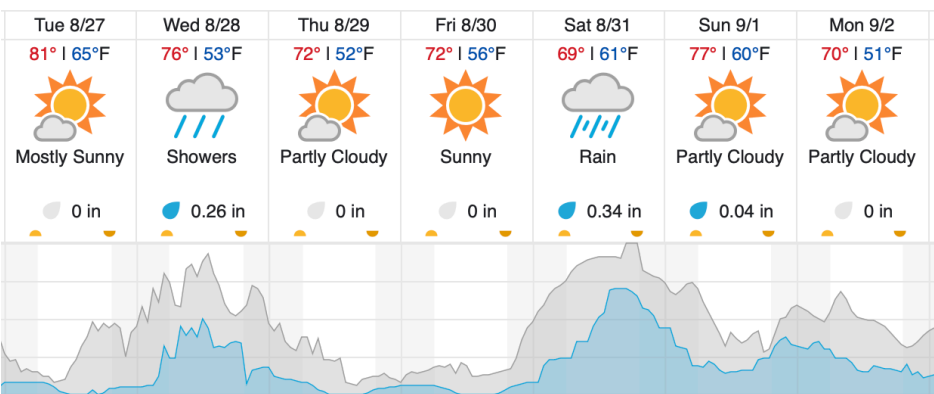 Tue 8/27 Wed 8/28 Thu 8/29 Fri 8/30 Sat 8/31 Sun 9/1 Mon 9/2
81° | 65°F 76° | 53°F 72° | 52°F 72° | 56°F 69° | 61°F 77° | 60°F 70° | 51°F
Mostly Sunny Showers Partly Cloudy Sunny Rain Partly Cloudy Partly Cloudy
0 in 0.26 in 0 in 0 in 0.34 in 0.04 in 0 in